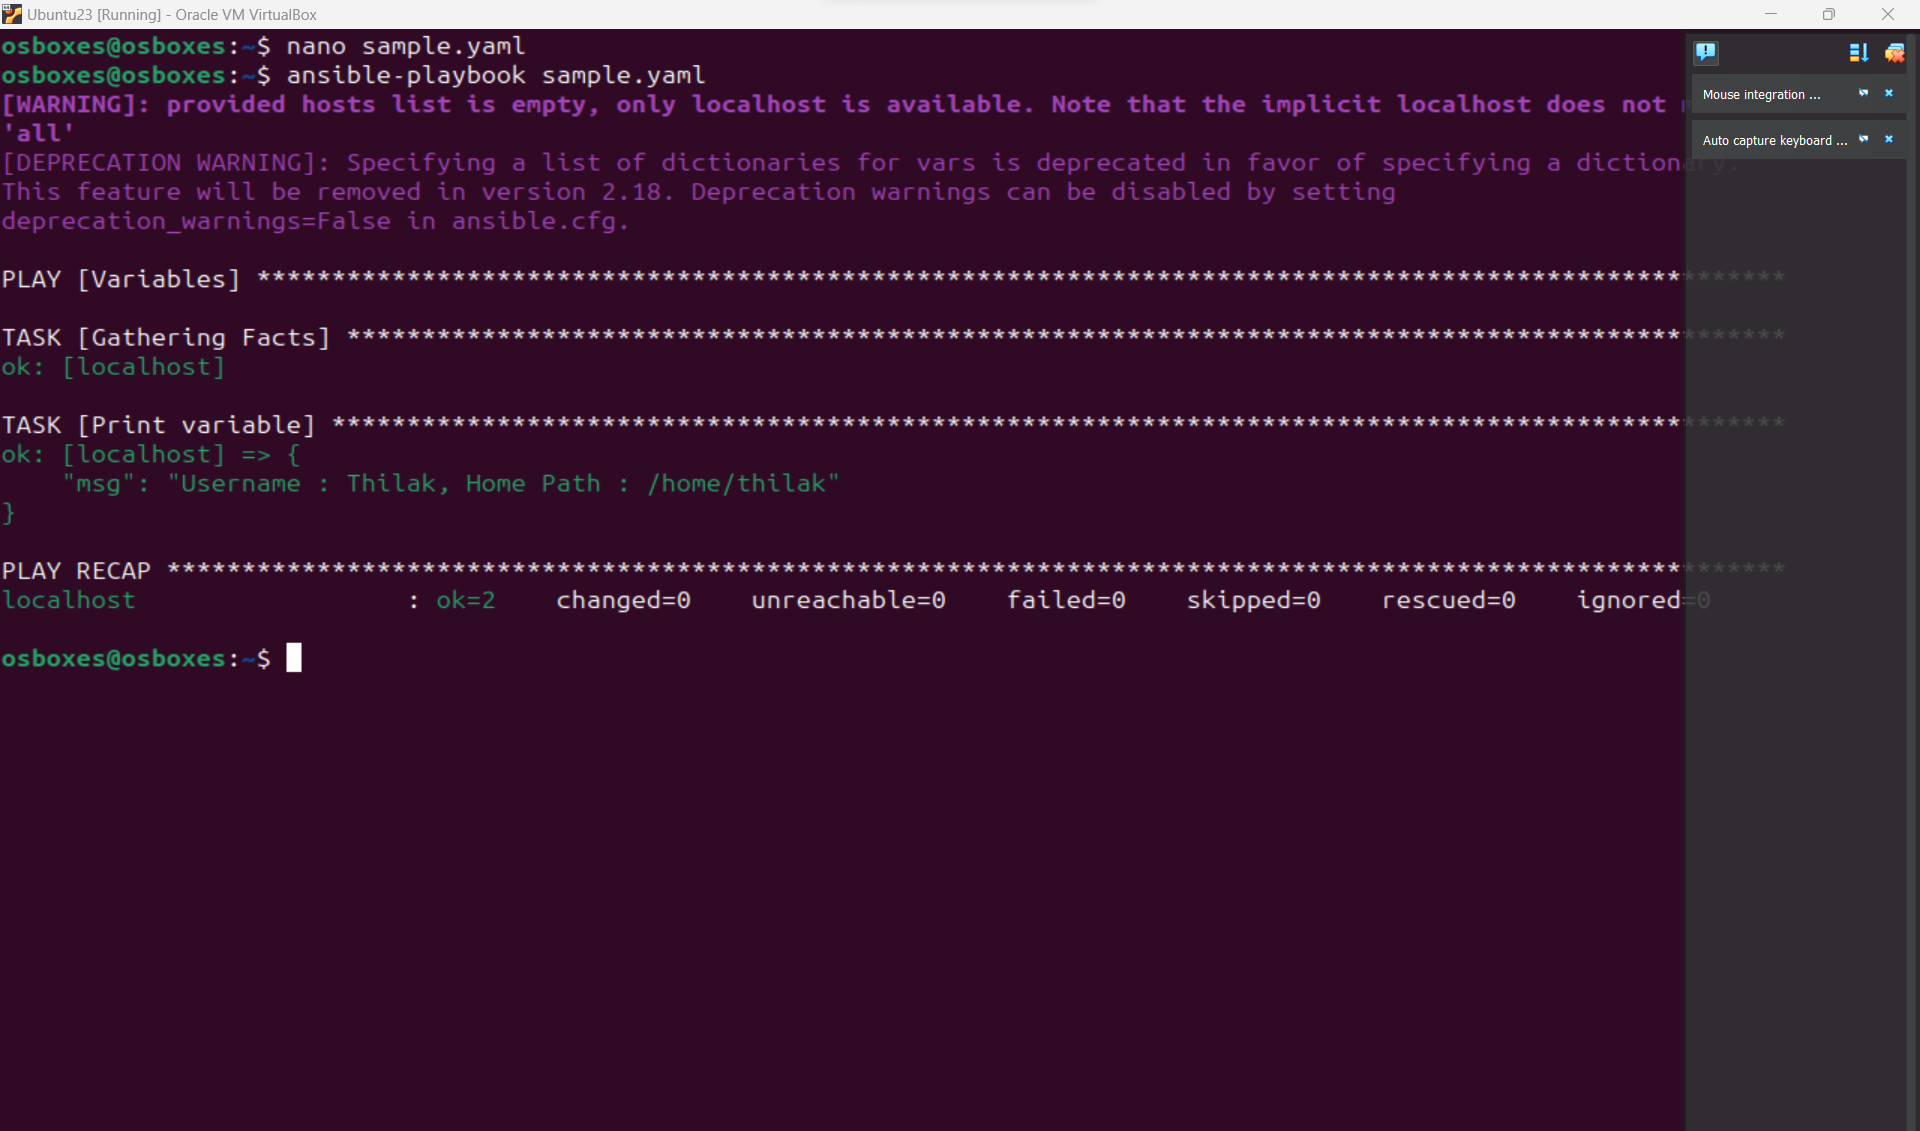 Ubuntu23 [Running] - Oracle VM VirtualBox
osboxes@osboxes:~$ nano sample.yaml
osboxes@osboxes:~$ ansible-playbook sample.yaml
[WARNING]: provided hosts list is empty, only localhost is available. Note that the implicit localhost does not
'all'
[DEPRECATION WARNING]: Specifying a list of dictionaries for vars is deprecated in favor of specifying a dictionary.
This feature will be removed in version 2.18. Deprecation warnings can be disabled by setting
deprecation_warnings=False in ansible.cfg.
PLAY [Variables] ******************************************************************************************************
TASK [Gathering Facts] ************************************************************************************************
ok: [localhost]
TASK [Print variable] *************************************************************************************************
ok: [localhost] => {
    "msg": "Username : Thilak, Home Path : /home/thilak"
}
PLAY RECAP ************************************************************************************************************
localhost                  : ok=2    changed=0    unreachable=0    failed=0    skipped=0    rescued=0    ignored=0
osboxes@osboxes:~$
Mouse integration ...
Auto capture keyboard ...